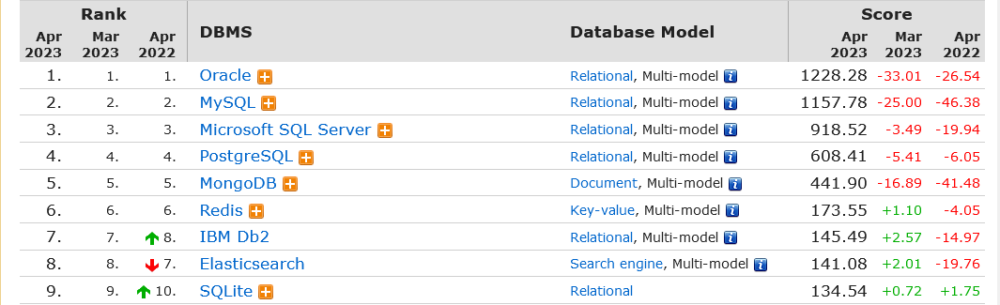 Rank Score
Apr Mar Apr DBMS Database Model Apr Mar Apr
2023 2023 2022 2023 2023 2022
1. 1. 1. Oracle Relational, Multi-model i 1228.28 -33.01 -26.54
2. 2. 2. MySQL Relational, Multi-model i 1157.78 -25.00 -46.38
3. 3. 3. Microsoft SQL Server Relational, Multi-model i 918.52 -3.49 -19.94
4. 4. 4. PostgreSQL Relational, Multi-model i 608.41 -5.41 -6.05
5. 5. 5. MongoDB Document, Multi-model i 441.90 -16.89 -41.48
6. 6. 6. Redis Key-value, Multi-model i 173.55 +1.10 -4.05
7. 7. 8. IBM Db2 Relational, Multi-model i 145.49 +2.57 -14.97
8. 8. 7. Elasticsearch Search engine, Multi-model i 141.08 +2.01 -19.76
9. 9. 10. SQLite Relational 134.54 +0.72 +1.75